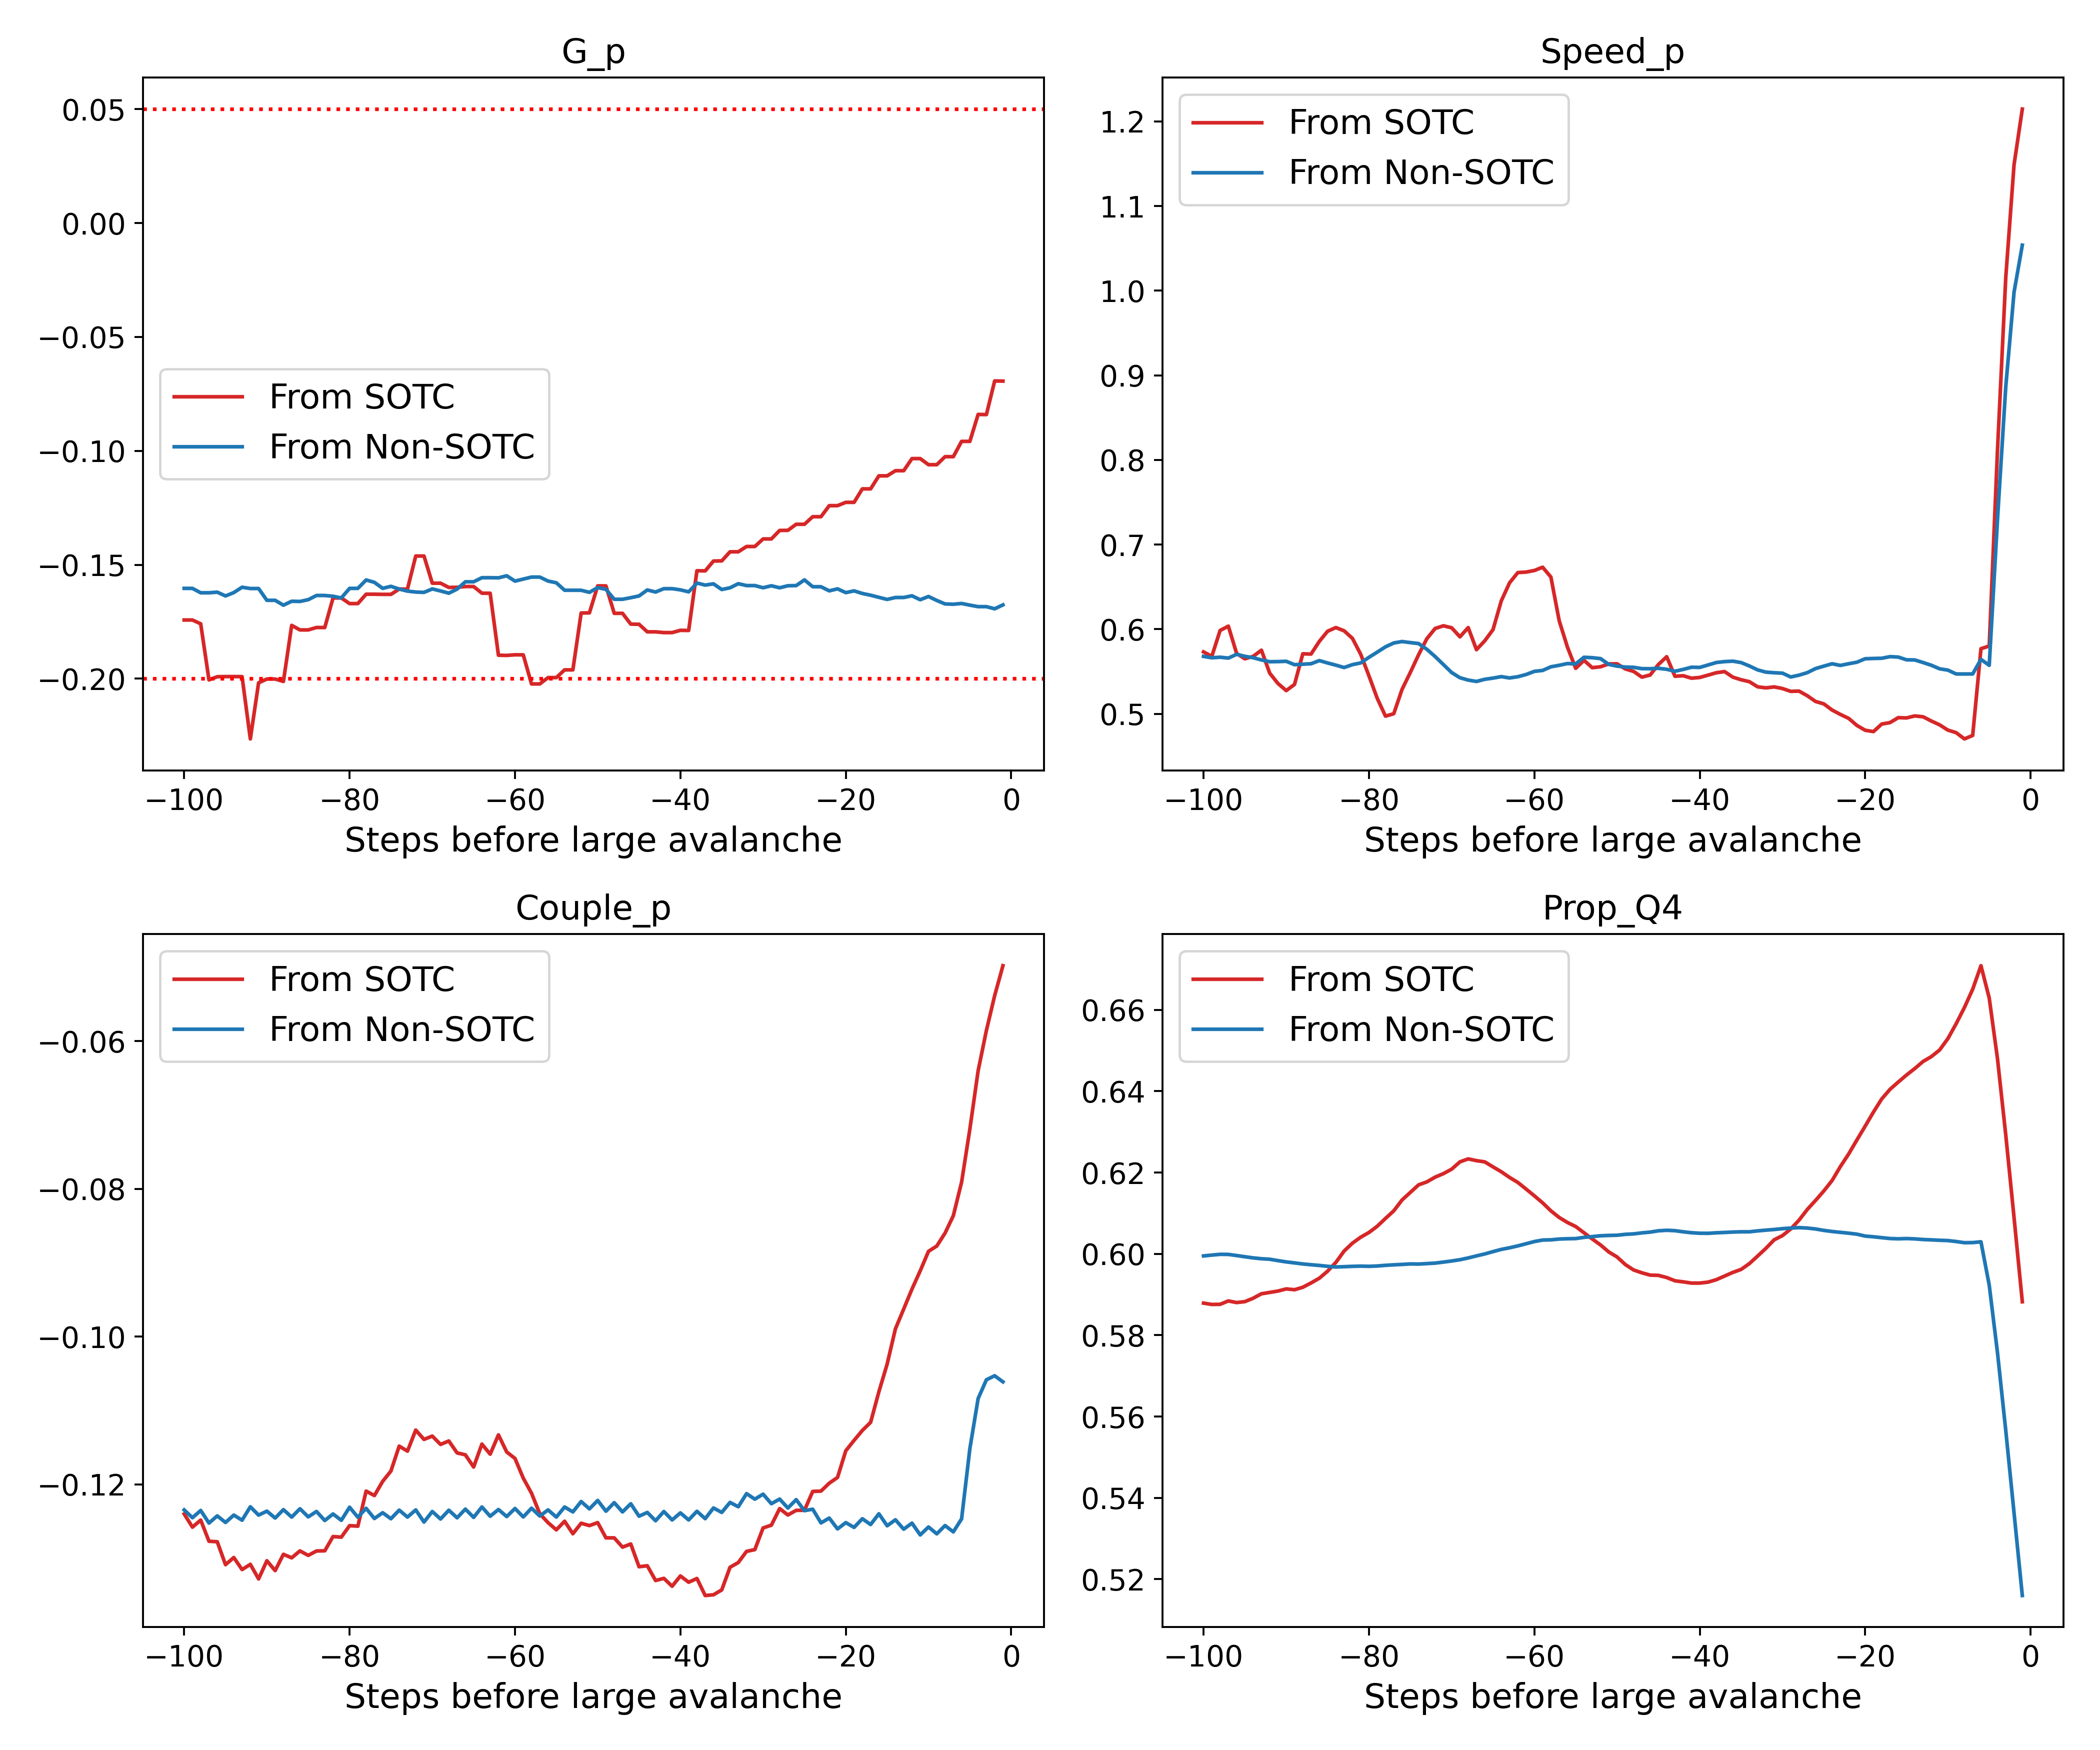 G_p
0.05
0.00
−0.05
−0.10
−0.15
−0.20
From SOTC
From Non-SOTC
−100 −80 −60 −40 −20 0
Steps before large avalanche
Speed_p
1.2
1.1
1.0
0.9
0.8
0.7
0.6
0.5
From SOTC
From Non-SOTC
−100 −80 −60 −40 −20 0
Steps before large avalanche
Couple_p
−0.06
−0.08
−0.10
−0.12
From SOTC
From Non-SOTC
−100 −80 −60 −40 −20 0
Steps before large avalanche
Prop_Q4
0.66
0.64
0.62
0.60
0.58
0.56
0.54
0.52
From SOTC
From Non-SOTC
−100 −80 −60 −40 −20 0
Steps before large avalanche